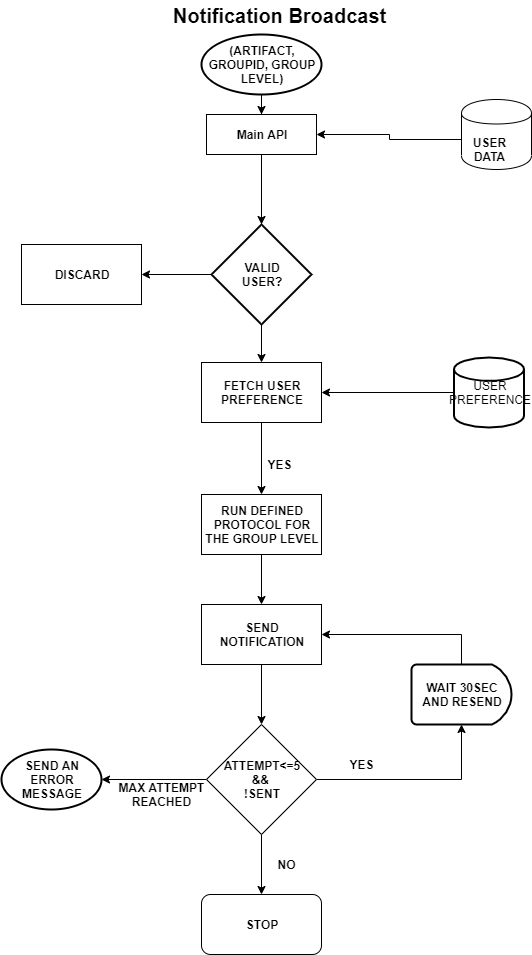 Notification Broadcast
(ARTIFACT,
GROUPID, GROUP
LEVEL)
Main API
USER
DATA
VALID
USER?
DISCARD
FETCH USER
PREFERENCE
USER
PREFERENCE
YES
RUN DEFINED
PROTOCOL FOR
THE GROUP LEVEL
SEND
NOTIFICATION
WAIT 30SEC
AND RESEND
ATTEMPT<=5
&&
!SENT
YES
SEND AN
ERROR
MESSAGE
MAX ATTEMPT
REACHED
NO
STOP